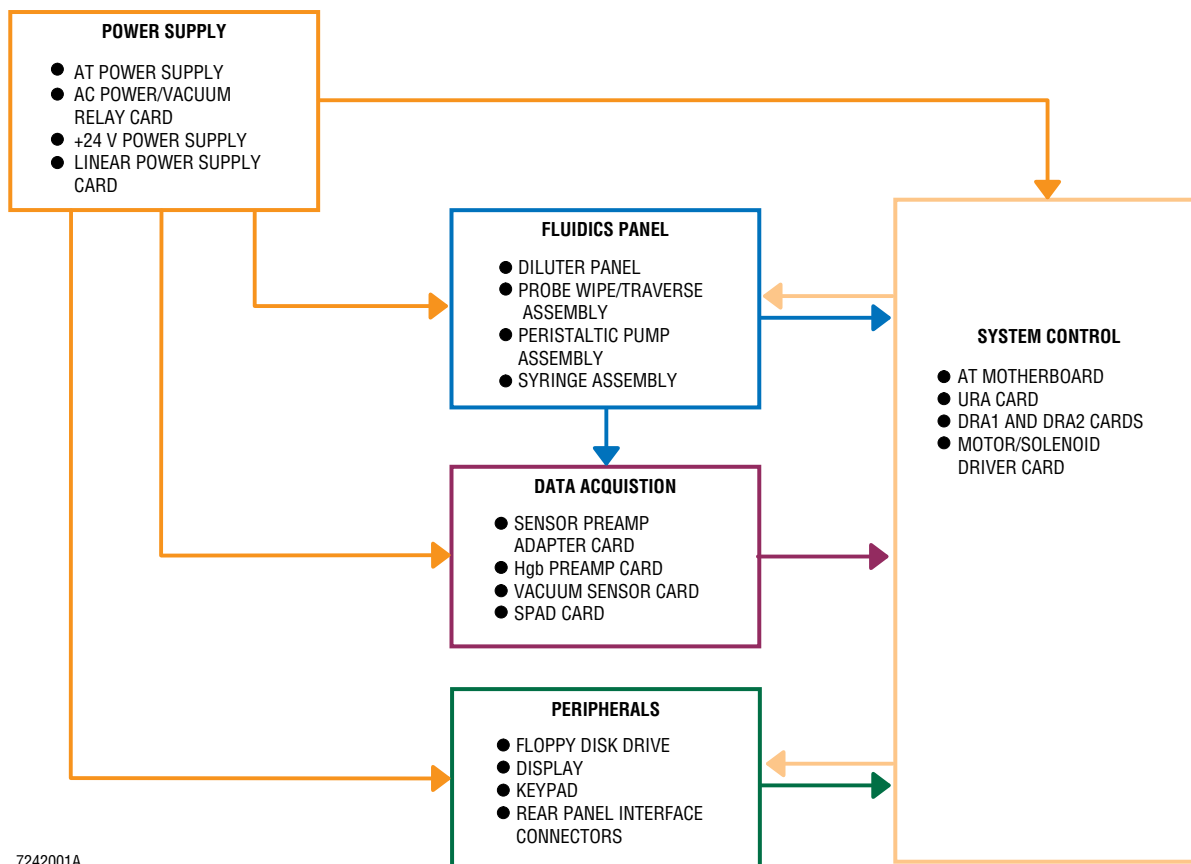 POWER SUPPLY
● AT POWER SUPPLY
● AC POWER/VACUUM
RELAY CARD
● +24 V POWER SUPPLY
● LINEAR POWER SUPPLY
CARD
FLUIDICS PANEL
● DILUTER PANEL
● PROBE WIPE/TRAVERSE
ASSEMBLY
● PERISTALTIC PUMP
ASSEMBLY
● SYRINGE ASSEMBLY
DATA ACQUISTION
● SENSOR PREAMP
ADAPTER CARD
● Hgb PREAMP CARD
● VACUUM SENSOR CARD
● SPAD CARD
PERIPHERALS
● FLOPPY DISK DRIVE
● DISPLAY
● KEYPAD
● REAR PANEL INTERFACE
CONNECTORS
SYSTEM CONTROL
● AT MOTHERBOARD
● URA CARD
● DRA1 AND DRA2 CARDS
● MOTOR/SOLENOID
DRIVER CARD
7242001A